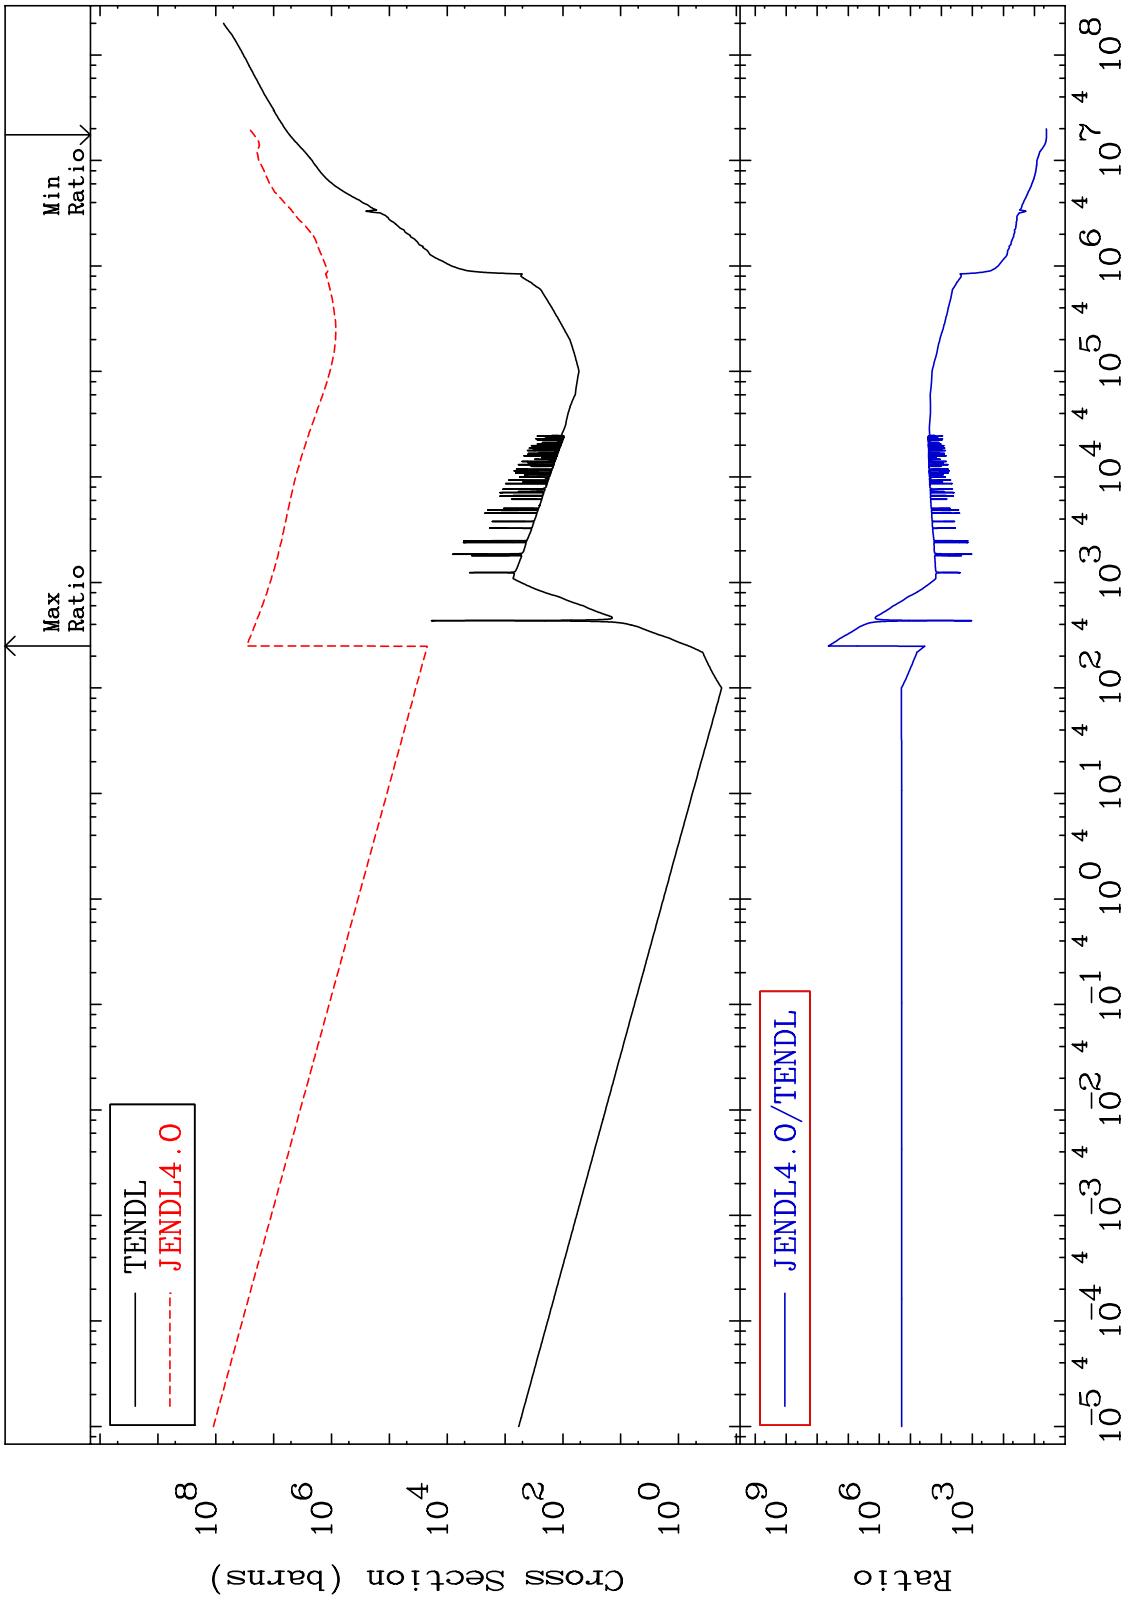 Max
Ratio
Min
Ratio
TENDL
JENDL4.0
Cross Section (barns)
10^8
10^6
10^4
10^2
10^0
JENDL4.0/TENDL
Ratio
10^9
10^6
10^3
10^-5 4 10^-4 4 10^-3 4 10^-2 4 10^-1 4 10^0 4 10^1 4 10^2 4 10^3 4 10^4 4 10^5 4 10^6 4 10^7 4 10^8